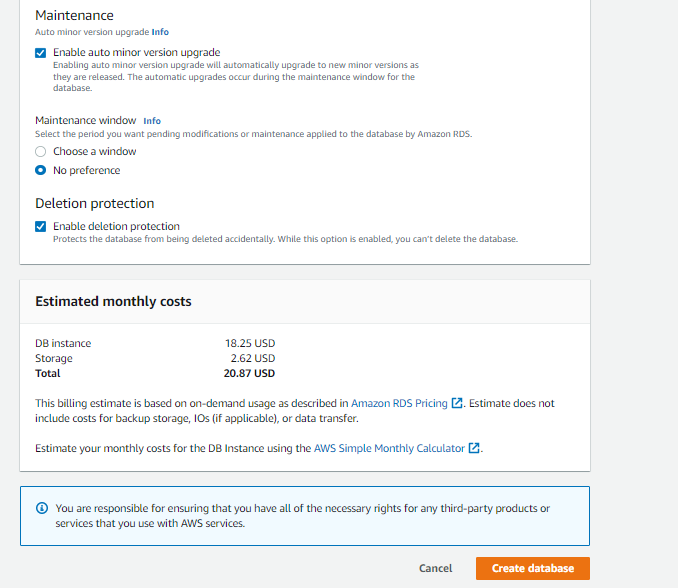 Maintenance
Auto minor version upgrade Info
Enable auto minor version upgrade
Enabling auto minor version upgrade will automatically upgrade to new minor versions as
they are released. The automatic upgrades occur during the maintenance window for the
database.
Maintenance window Info
Select the period you want pending modifications or maintenance applied to the database by Amazon RDS.
Choose a window
No preference
Deletion protection
Enable deletion protection
Protects the database from being deleted accidentally. While this option is enabled, you can't delete the database.
Estimated monthly costs
DB instance 18.25 USD
Storage 2.62 USD
Total 20.87 USD
This billing estimate is based on on-demand usage as described in Amazon RDS Pricing. Estimate does not
include costs for backup storage, IOs (if applicable), or data transfer.
Estimate your monthly costs for the DB Instance using the AWS Simple Monthly Calculator.
You are responsible for ensuring that you have all of the necessary rights for any third-party products or
services that you use with AWS services.
Cancel Create database